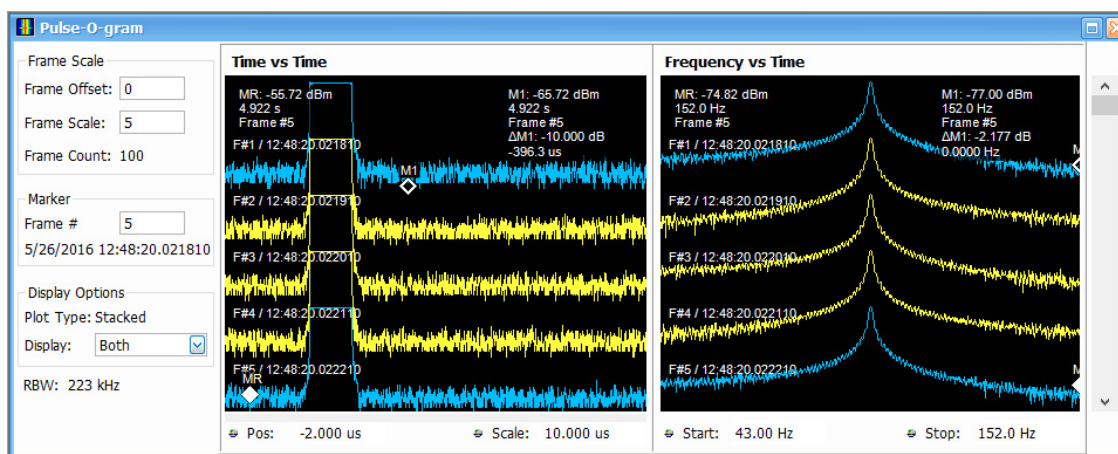 Pulse-O-gram
Frame Scale
Frame Offset: 0
Frame Scale: 5
Frame Count: 100
Marker
Frame # 5
5/26/2016 12:48:20.021810
Display Options
Plot Type: Stacked
Display: Both
RBW: 223 kHz
Time vs Time
MR: -55.72 dBm
4.922 s
Frame #5
M1: -65.72 dBm
4.922 s
Frame #5
ΔM1: -10.000 dB
-396.3 us
F#1 / 12:48:20.021810
M1
F#2 / 12:48:20.021910
F#3 / 12:48:20.022010
F#4 / 12:48:20.022110
F#5 / 12:48:20.022210
MR
Pos: -2.000 us
Scale: 10.000 us
Frequency vs Time
MR: -74.82 dBm
152.0 Hz
Frame #5
M1: -77.00 dBm
152.0 Hz
Frame #5
ΔM1: -2.177 dB
0.0000 Hz
F#1 / 12:48:20.021810
M
F#2 / 12:48:20.021910
F#3 / 12:48:20.022010
F#4 / 12:48:20.022110
F#5 / 12:48:20.022210
M
Start: 43.00 Hz
Stop: 152.0 Hz